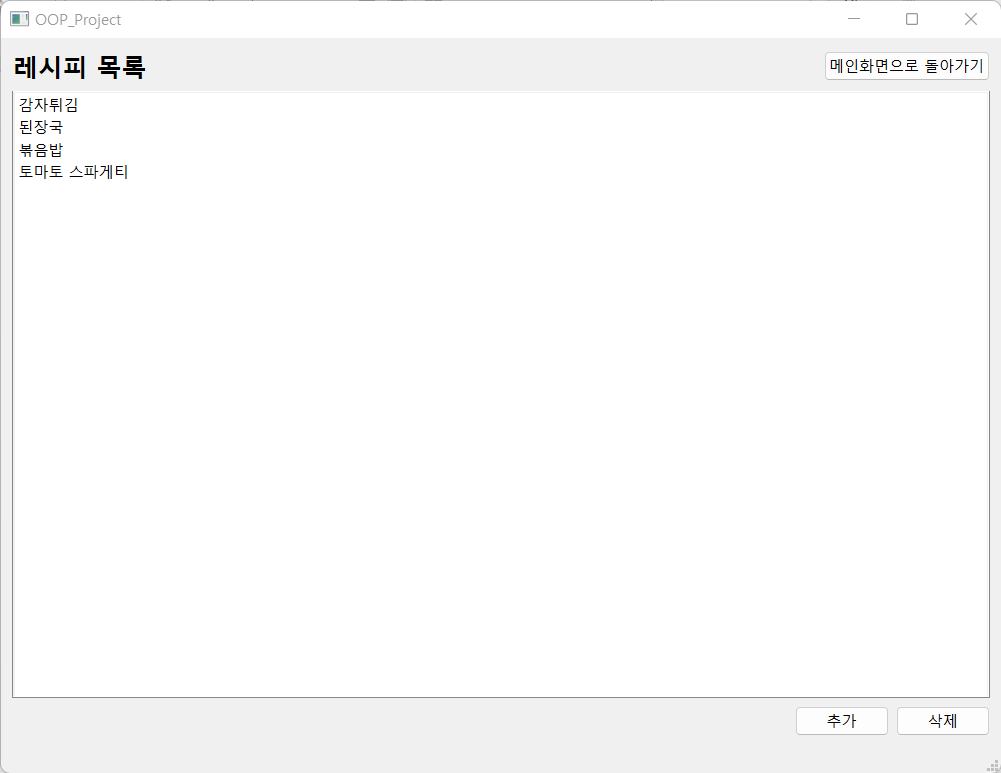 OOP_Project
레시피 목록
메인화면으로 돌아가기
감자튀김
된장국
볶음밥
토마토 스파게티
추가
삭제